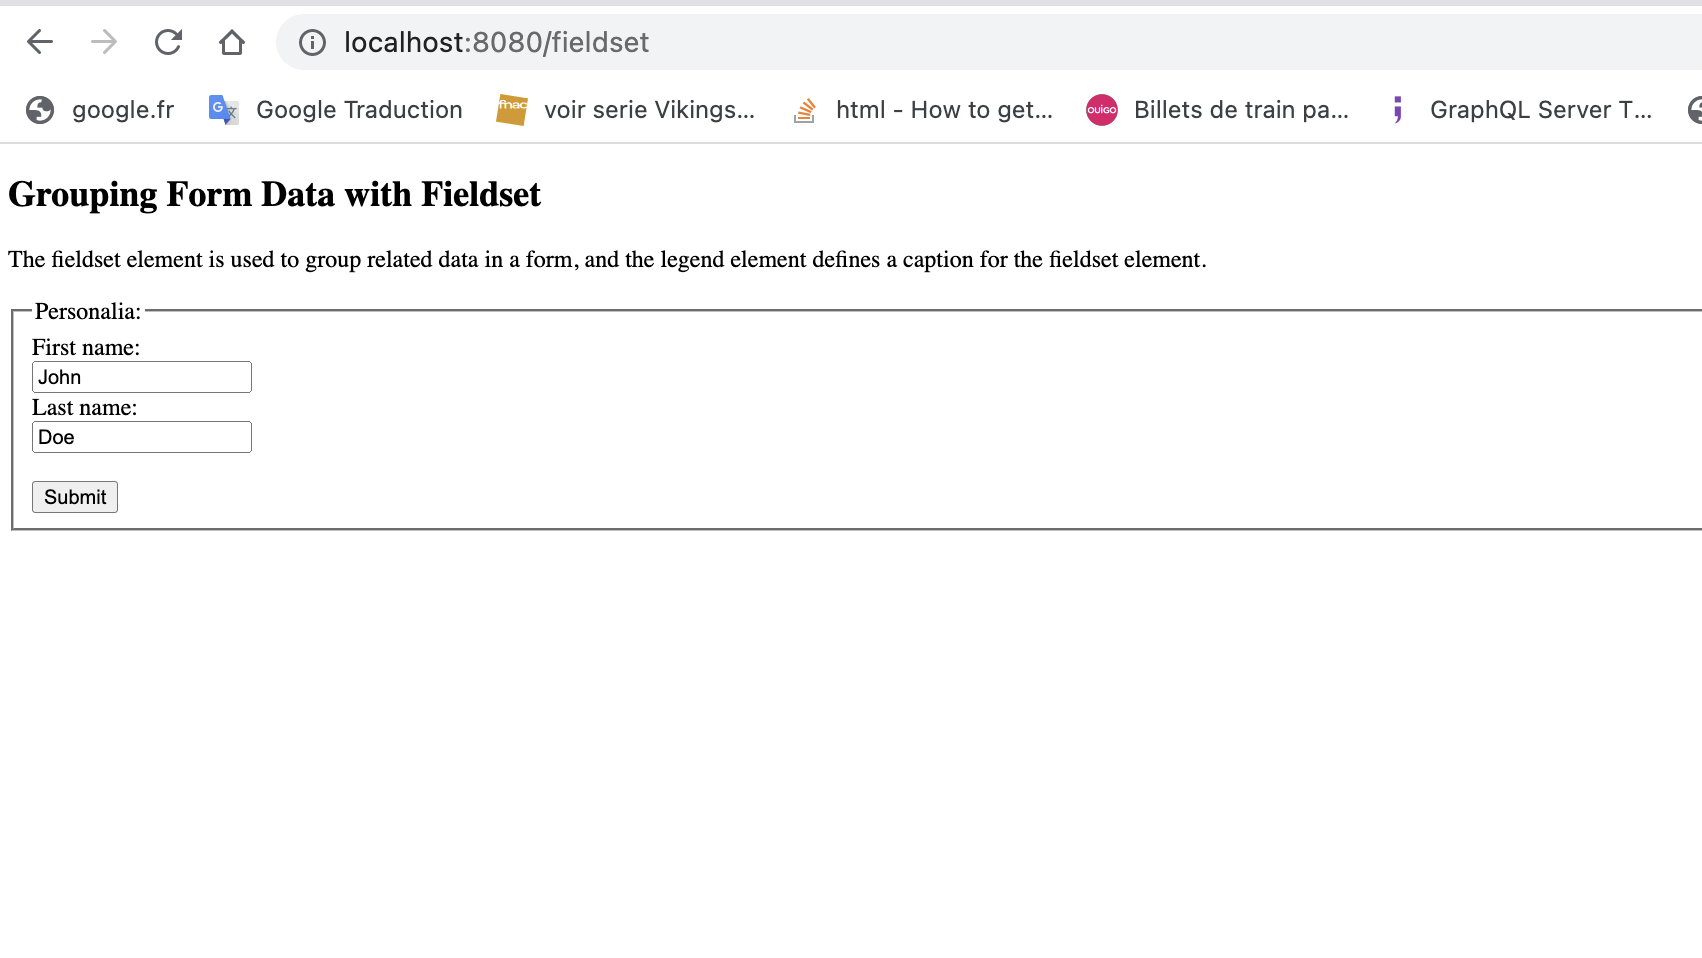 localhost:8080/fieldset
google.fr Google Traduction fnac voir serie Vikings... html - How to get... OUIGO Billets de train pa... GraphQL Server T...
Grouping Form Data with Fieldset
The fieldset element is used to group related data in a form, and the legend element defines a caption for the fieldset element.
Personalia:
First name:
John
Last name:
Doe
Submit